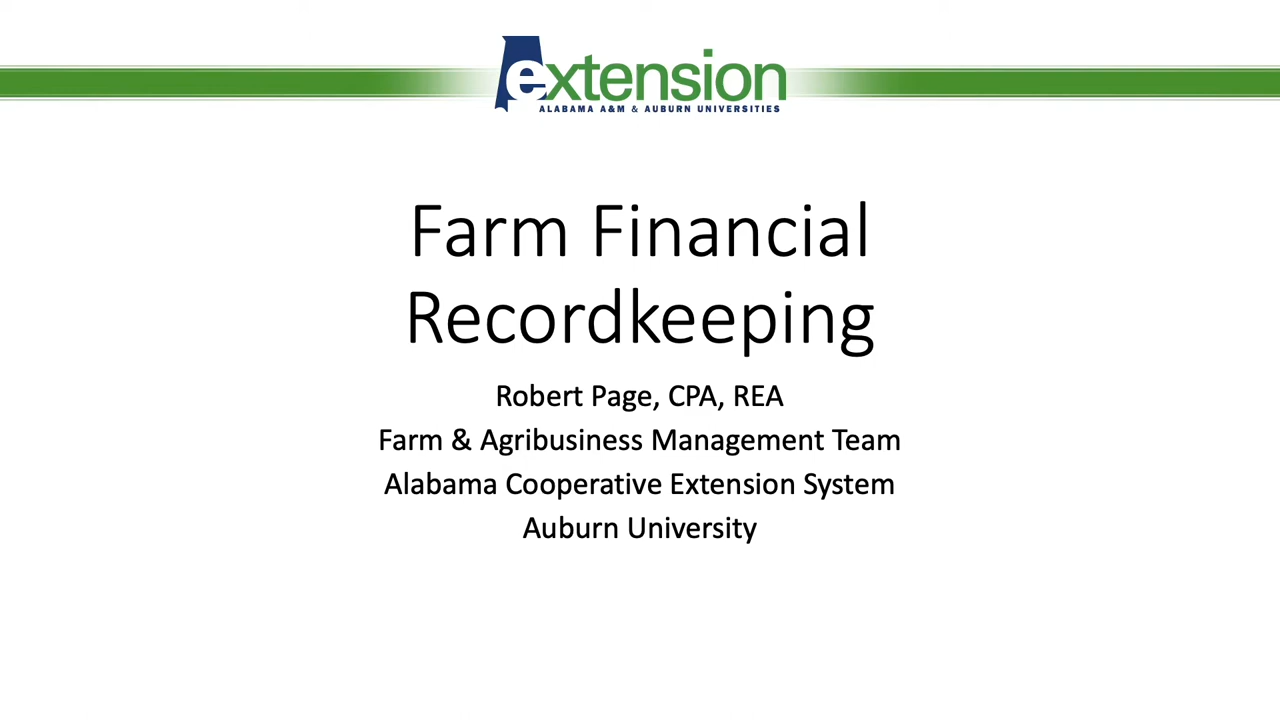 extension
ALABAMA A&M & AUBURN UNIVERSITIES
Farm Financial
Recordkeeping
Robert Page, CPA, REA
Farm & Agribusiness Management Team
Alabama Cooperative Extension System
Auburn University